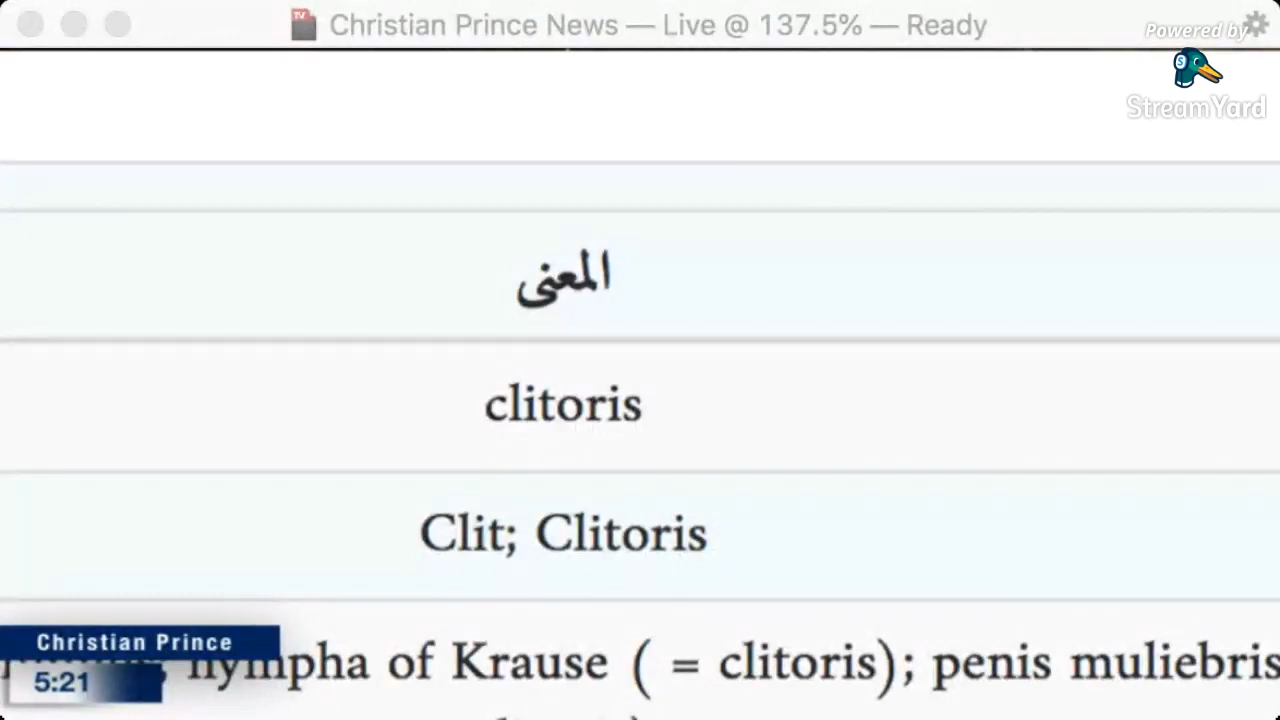 Christian Prince News — Live @ 137.5% — Ready
Powered by
StreamYard
المعنى
clitoris
Clit; Clitoris
Christian Prince
nympha of Krause ( = clitoris); penis muliebris
5:21